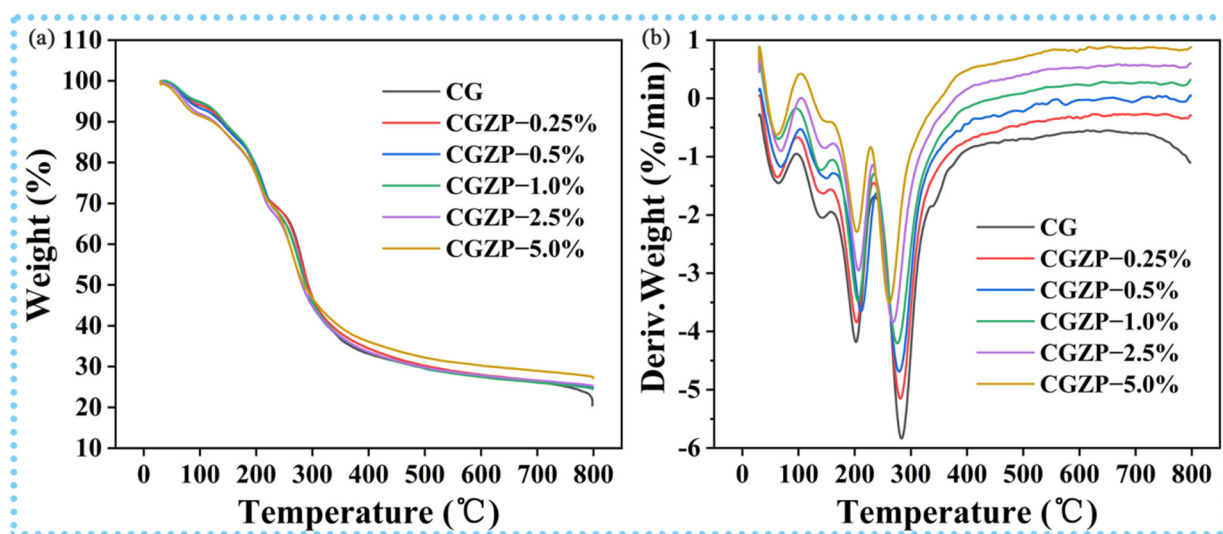 (a)
110
100
90
80
70
60
50
40
30
20
10
Weight (%)
CG
CGZP−0.25%
CGZP−0.5%
CGZP−1.0%
CGZP−2.5%
CGZP−5.0%
0 100 200 300 400 500 600 700 800
Temperature (℃)
(b)
1
0
-1
-2
-3
-4
-5
-6
Deriv.Weight (%/min)
CG
CGZP−0.25%
CGZP−0.5%
CGZP−1.0%
CGZP−2.5%
CGZP−5.0%
0 100 200 300 400 500 600 700 800
Temperature (℃)